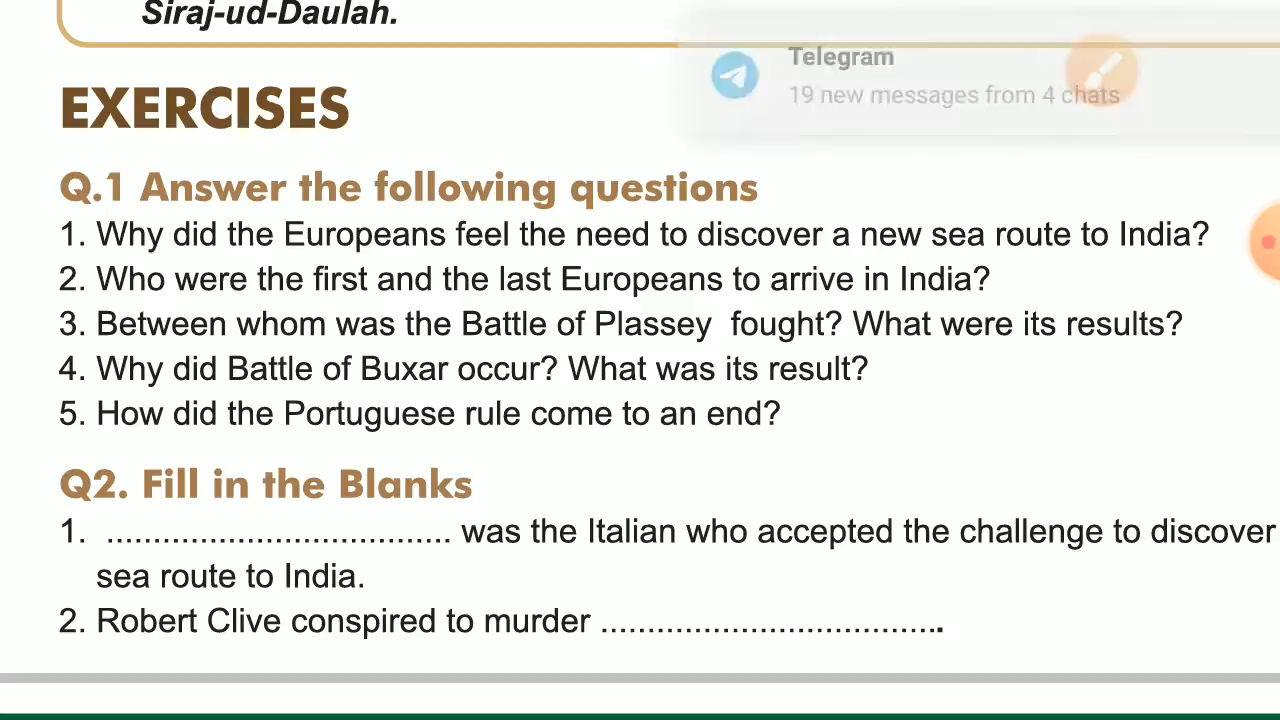 Siraj-ud-Daulah.
Telegram
19 new messages from 4 chats
EXERCISES
Q.1 Answer the following questions
1. Why did the Europeans feel the need to discover a new sea route to India?
2. Who were the first and the last Europeans to arrive in India?
3. Between whom was the Battle of Plassey  fought? What were its results?
4. Why did Battle of Buxar occur? What was its result?
5. How did the Portuguese rule come to an end?
Q2. Fill in the Blanks
1. ..................................... was the Italian who accepted the challenge to discover
sea route to India.
2. Robert Clive conspired to murder ....................................